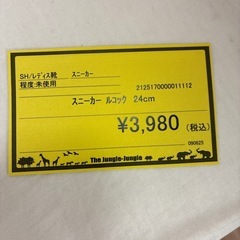 SH/レディス靴 スニーカー
程度:未使用 2125170000011112
スニーカー ルコック 24cm
¥3,980 (税込)
090625
The Jungle-Jungle